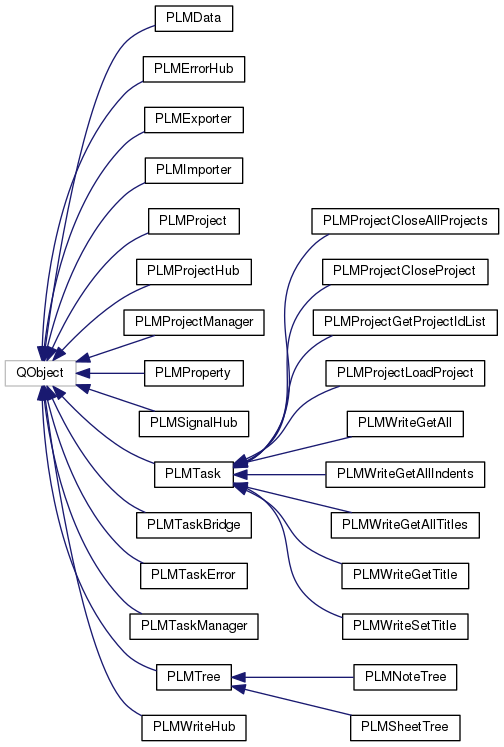 PLMData
PLMErrorHub
PLMExporter
PLMImporter
PLMProject
PLMProjectCloseAllProjects
PLMProjectHub
PLMProjectCloseProject
PLMProjectManager
PLMProjectGetProjectIdList
QObject
PLMProperty
PLMProjectLoadProject
PLMSignalHub
PLMWriteGetAll
PLMTask
PLMWriteGetAllIndents
PLMTaskBridge
PLMWriteGetAllTitles
PLMTaskError
PLMWriteGetTitle
PLMTaskManager
PLMWriteSetTitle
PLMTree
PLMNoteTree
PLMWriteHub
PLMSheetTree